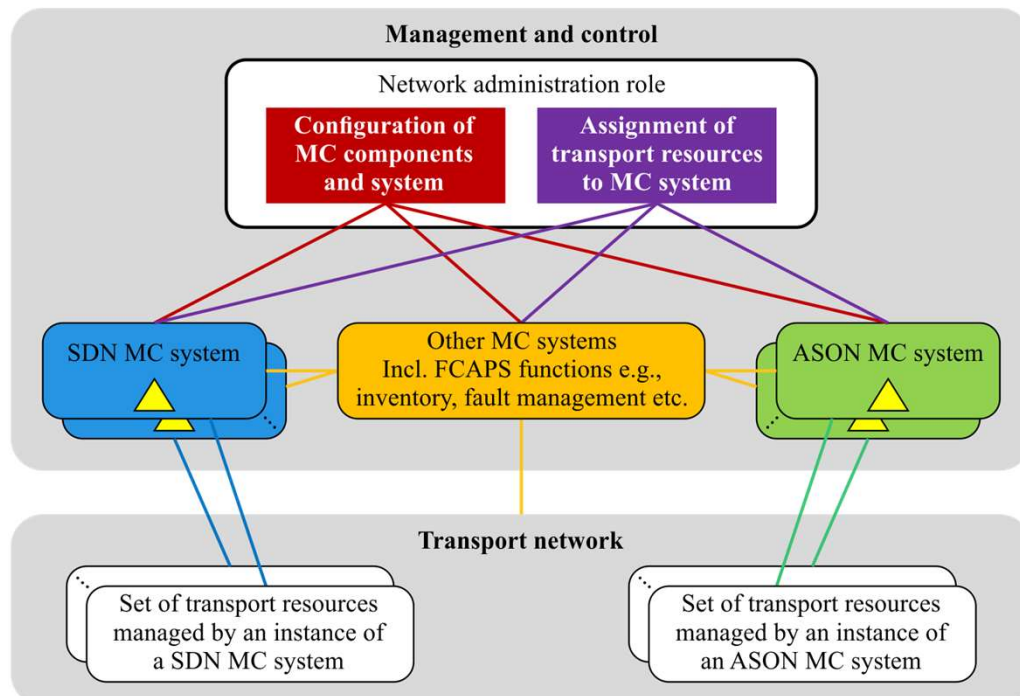 Management and control
Network administration role
Configuration of
MC components
and system
Assignment of
transport resources
to MC system
SDN MC system
Other MC systems
Incl. FCAPS functions e.g.,
inventory, fault management etc.
ASON MC system
Transport network
Set of transport resources
managed by an instance of
a SDN MC system
Set of transport resources
managed by an instance of
an ASON MC system